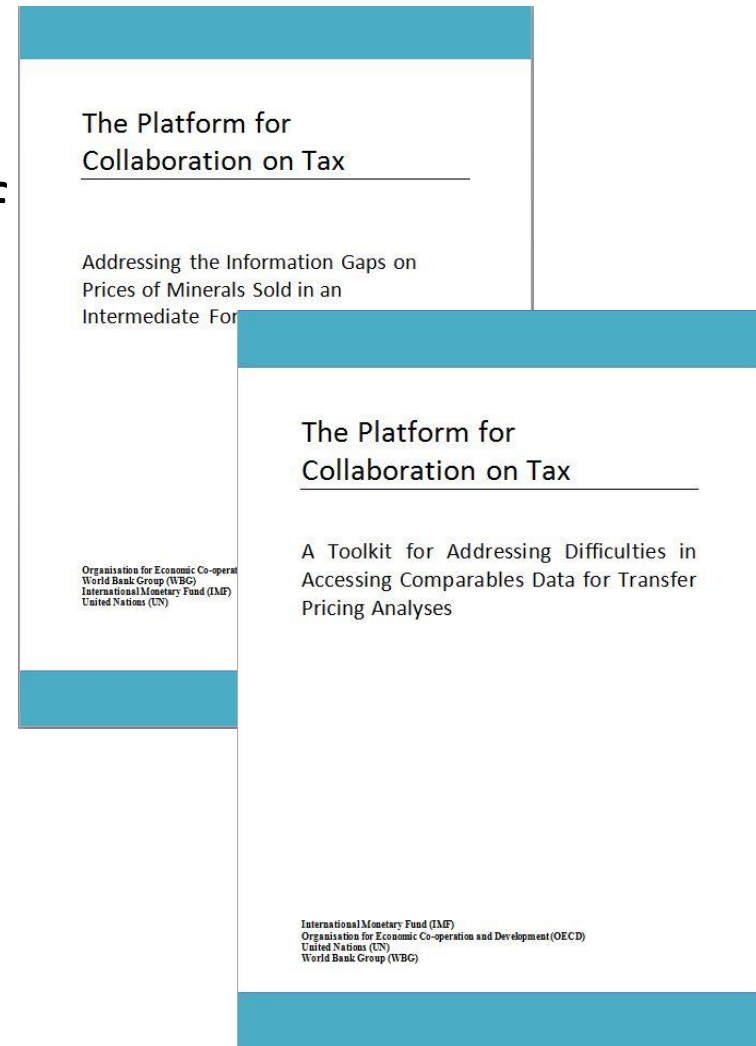 The Platform for
Collaboration on Tax
Addressing the Information Gaps on
Prices of Minerals Sold in an
Intermediate For
Organisation for Economic Co-operat
World Bank Group (WBG)
International Monetary Fund (IMF)
United Nations (UN)
The Platform for
Collaboration on Tax
A Toolkit for Addressing Difficulties in
Accessing Comparables Data for Transfer
Pricing Analyses
International Monetary Fund (IMF)
Organisation for Economic Co-operation and Development (OECD)
United Nations (UN)
World Bank Group (WBG)